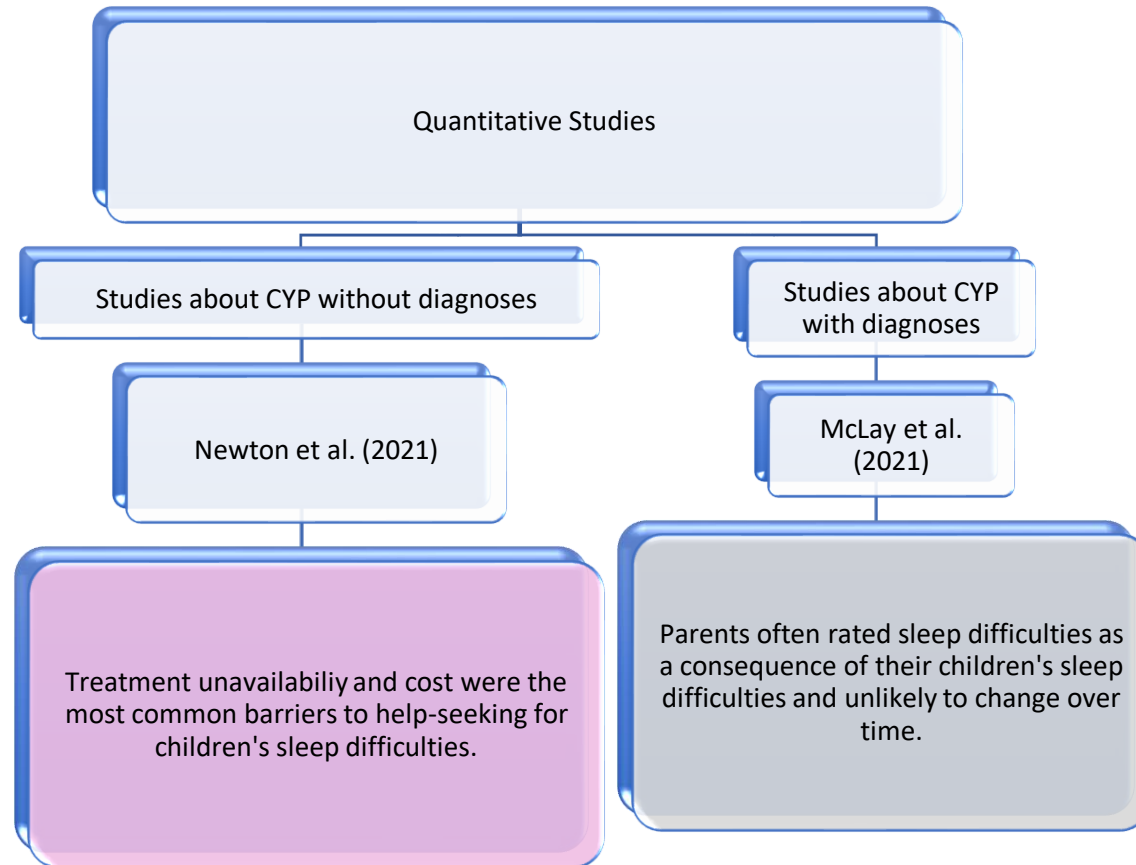 Quantitative Studies
Studies about CYP without diagnoses
Studies about CYP
with diagnoses
Newton et al. (2021)
McLay et al.
(2021)
Treatment unavailabiliy and cost were the
most common barriers to help-seeking for
children's sleep difficulties.
Parents often rated sleep difficulties as
a consequence of their children's sleep
difficulties and unlikely to change over
time.